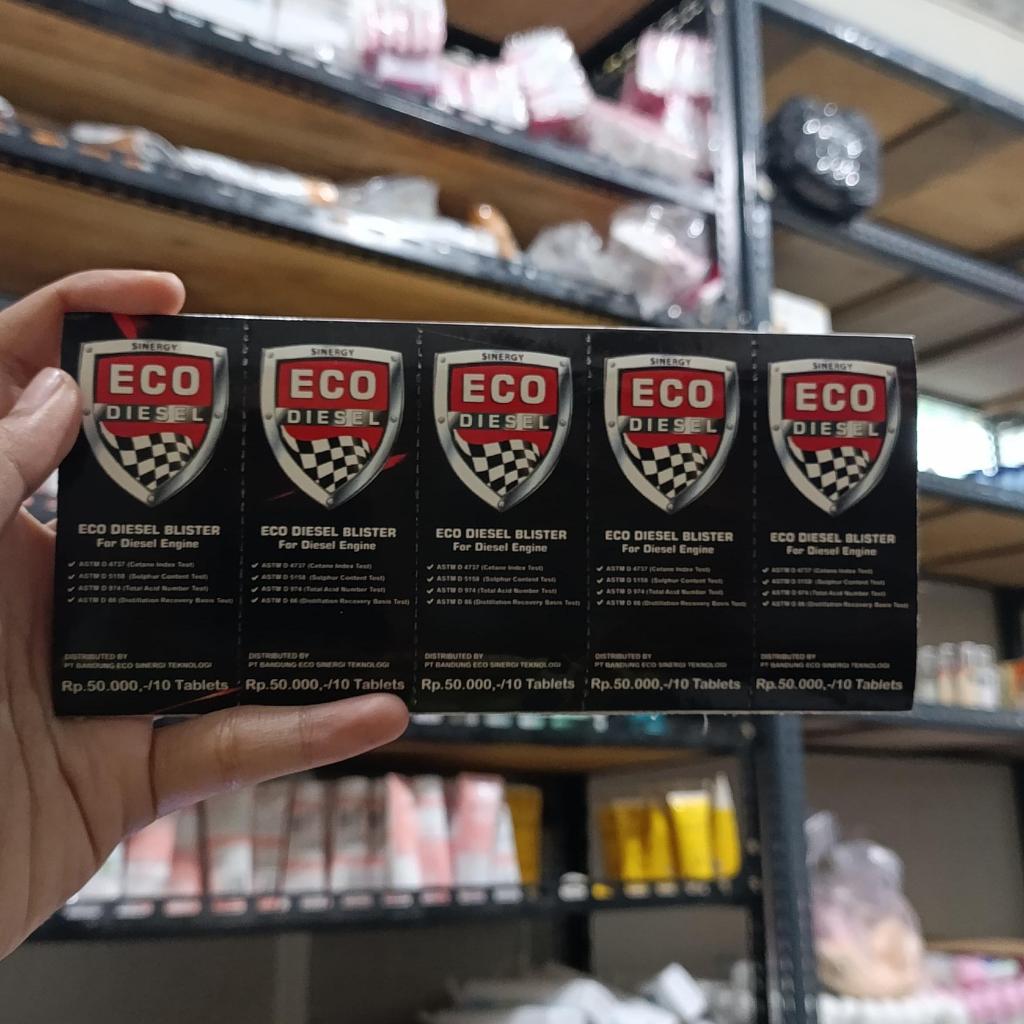 SINERGY
ECO
DIESEL
ECO DIESEL BLISTER
For Diesel Engine
ASTM D 4737 (Cetane Index Test)
ASTM D 5158 (Sulphur Content Test)
ASTM D 974 (Total Acid Number Test)
ASTM D 86 (Distillation Recovery Basis Test)
DISTRIBUTED BY
PT BANDUNG ECO SINERGI TEKNOLOGI
Rp.50.000,-/10 Tablets
SINERGY
ECO
DIESEL
ECO DIESEL BLISTER
For Diesel Engine
ASTM D 4737 (Cetane Index Test)
ASTM D 5158 (Sulphur Content Test)
ASTM D 974 (Total Acid Number Test)
ASTM D 86 (Distillation Recovery Basis Test)
DISTRIBUTED BY
PT BANDUNG ECO SINERGI TEKNOLOGI
Rp.50.000,-/10 Tablets
SINERGY
ECO
DIESEL
ECO DIESEL BLISTER
For Diesel Engine
ASTM D 4737 (Cetane Index Test)
ASTM D 5158 (Sulphur Content Test)
ASTM D 974 (Total Acid Number Test)
ASTM D 86 (Distillation Recovery Basis Test)
DISTRIBUTED BY
PT BANDUNG ECO SINERGI TEKNOLOGI
Rp.50.000,-/10 Tablets
SINERGY
ECO
DIESEL
ECO DIESEL BLISTER
For Diesel Engine
ASTM D 4737 (Cetane Index Test)
ASTM D 5158 (Sulphur Content Test)
ASTM D 974 (Total Acid Number Test)
ASTM D 86 (Distillation Recovery Basis Test)
DISTRIBUTED BY
PT BANDUNG ECO SINERGI TEKNOLOGI
Rp.50.000,-/10 Tablets
SINERGY
ECO
DIESEL
ECO DIESEL BLISTER
For Diesel Engine
ASTM D 4737 (Cetane Index Test)
ASTM D 5158 (Sulphur Content Test)
ASTM D 974 (Total Acid Number Test)
ASTM D 86 (Distillation Recovery Basis Test)
DISTRIBUTED BY
PT BANDUNG ECO SINERGI TEKNOLOGI
Rp.50.000,-/10 Tablets